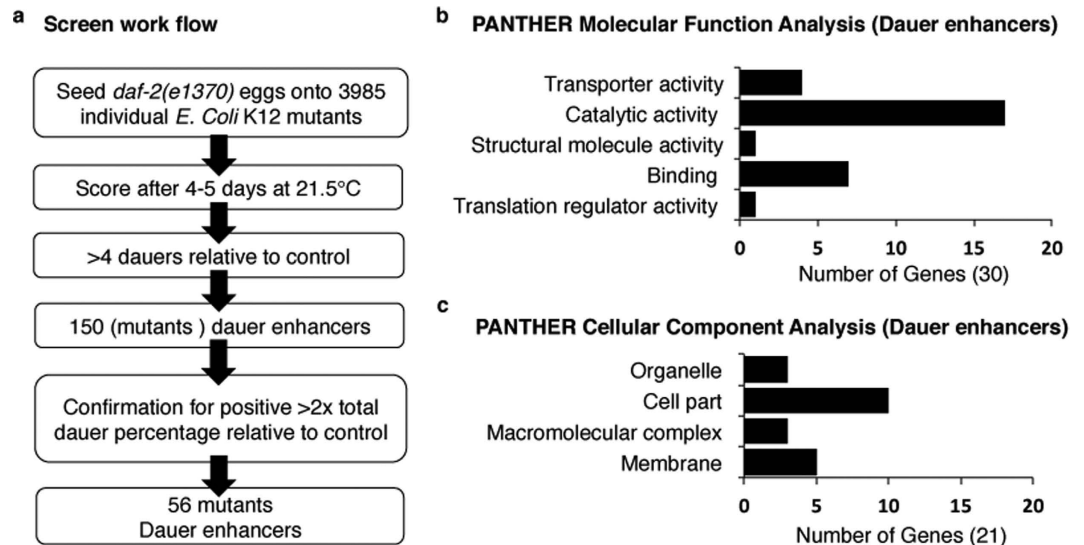 a Screen work flow
Seed daf-2(e1370) eggs onto 3985
individual E. Coli K12 mutants
Score after 4-5 days at 21.5°C
>4 dauers relative to control
150 (mutants ) dauer enhancers
Confirmation for positive >2x total
dauer percentage relative to control
56 mutants
Dauer enhancers
b PANTHER Molecular Function Analysis (Dauer enhancers)
Transporter activity
Catalytic activity
Structural molecule activity
Binding
Translation regulator activity
0 5 10 15 20
Number of Genes (30)
c PANTHER Cellular Component Analysis (Dauer enhancers)
Organelle
Cell part
Macromolecular complex
Membrane
0 5 10 15 20
Number of Genes (21)